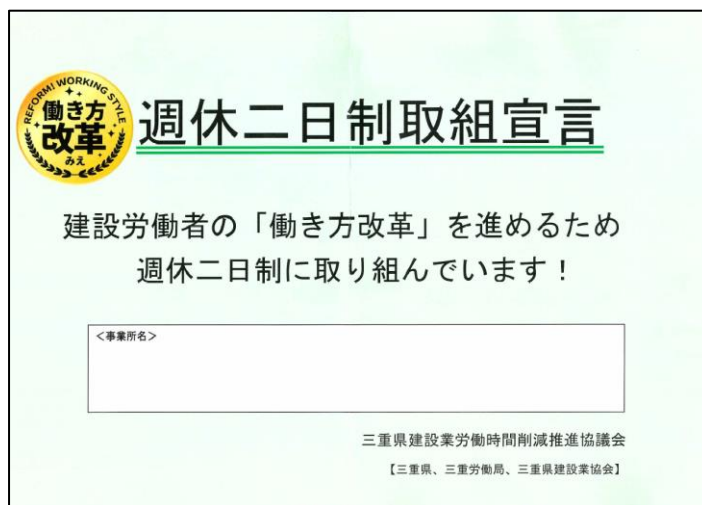 REFORM! WORKING STYLE
働き方
改革
みえ
週休二日制取組宣言
建設労働者の「働き方改革」を進めるため
週休二日制に取り組んでいます！
＜事業所名＞
三重県建設業労働時間削減推進協議会
【三重県、三重労働局、三重県建設業協会】